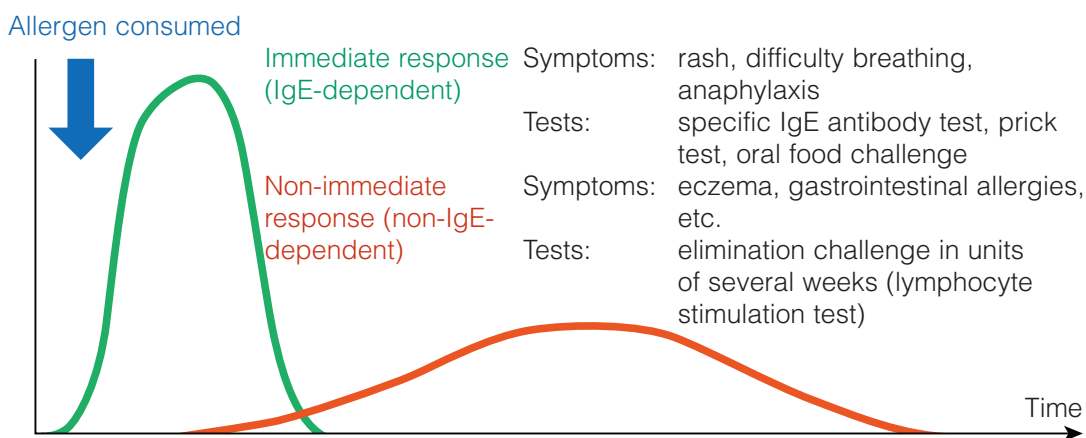 Allergen consumed
Immediate response
(IgE-dependent)
Symptoms: rash, difficulty breathing,
anaphylaxis
Tests: specific IgE antibody test, prick
test, oral food challenge
Non-immediate
response (non-IgE-
dependent)
Symptoms: eczema, gastrointestinal allergies,
etc.
Tests: elimination challenge in units
of several weeks (lymphocyte
stimulation test)
Time